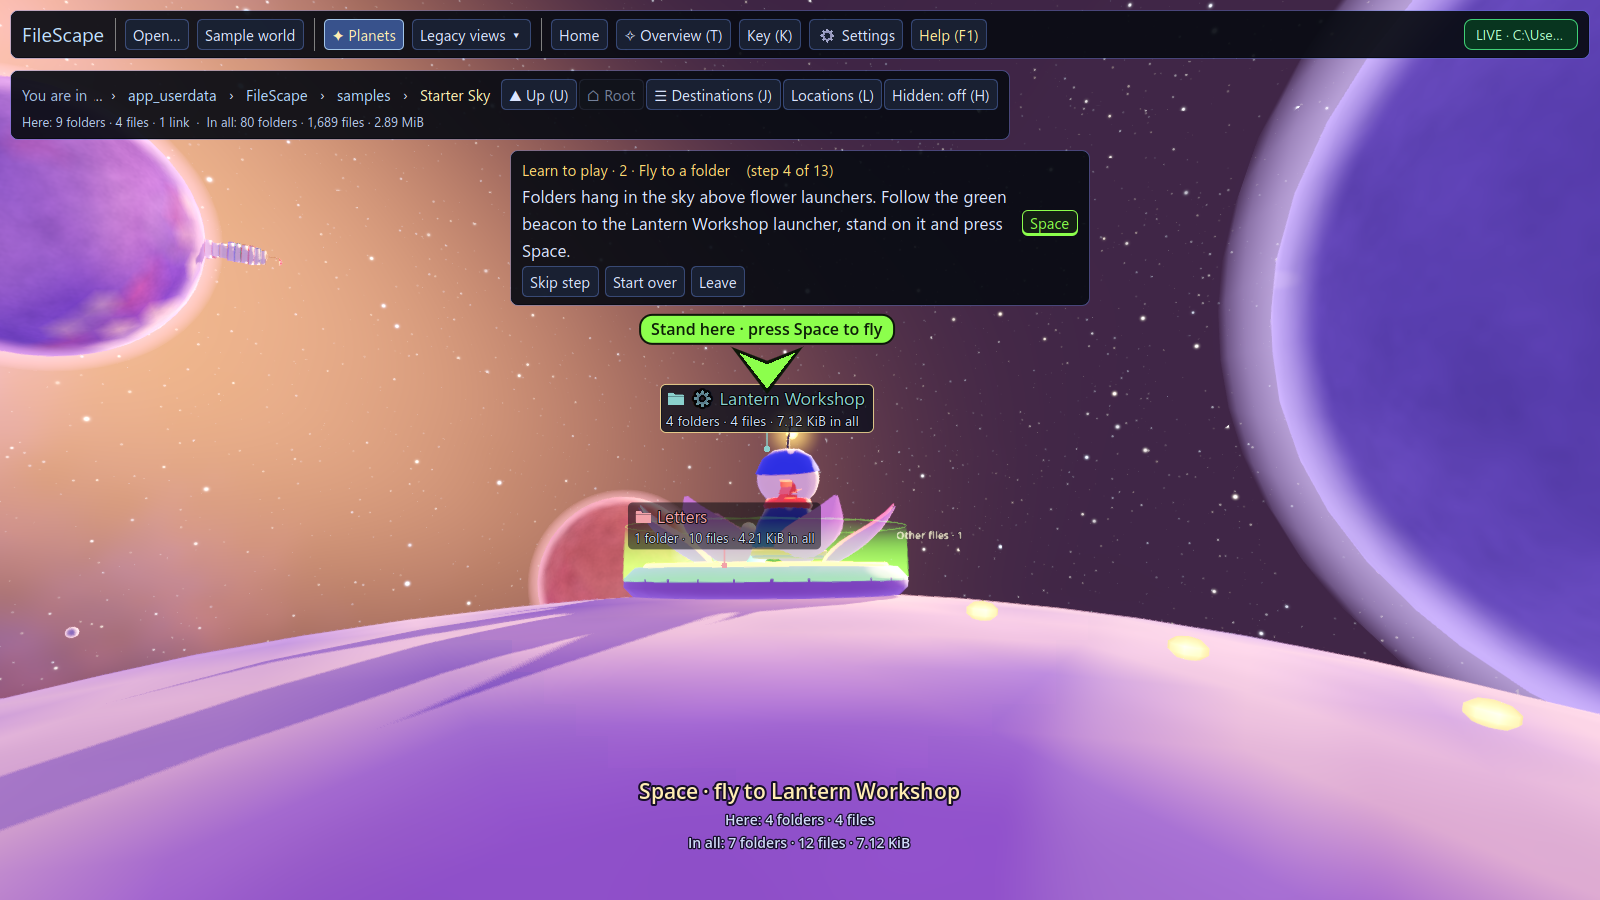 FileScape
Open...
Sample world
✦ Planets
Legacy views ▾
Home
✧ Overview (T)
Key (K)
Settings
Help (F1)
LIVE · C:\Use...
You are in .. › app_userdata › FileScape › samples › Starter Sky
▲ Up (U)
Root
☰ Destinations (J)
Locations (L)
Hidden: off (H)
Here: 9 folders · 4 files · 1 link · In all: 80 folders · 1,689 files · 2.89 MiB
Learn to play · 2 · Fly to a folder (step 4 of 13)
Folders hang in the sky above flower launchers. Follow the green
beacon to the Lantern Workshop launcher, stand on it and press
Space.
Space
Skip step
Start over
Leave
Stand here · press Space to fly
Lantern Workshop
4 folders · 4 files · 7.12 KiB in all
Letters
1 folder · 10 files · 4.21 KiB in all
Other files · 1
Space · fly to Lantern Workshop
Here: 4 folders · 4 files
In all: 7 folders · 12 files · 7.12 KiB